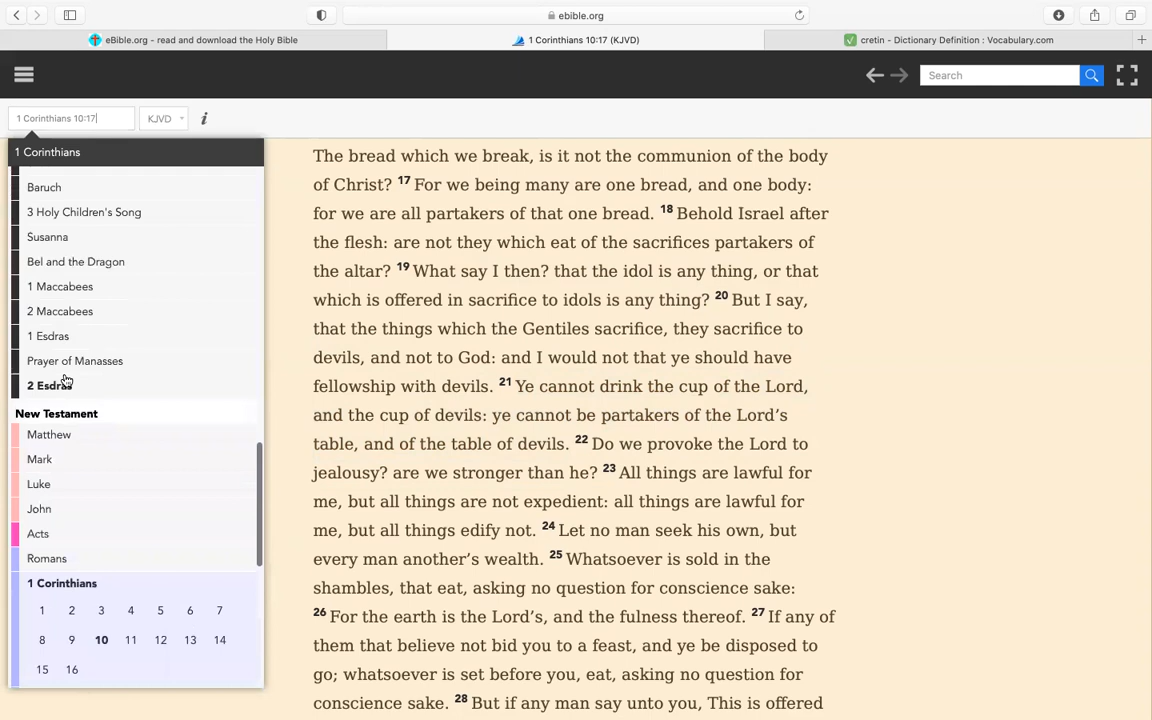 ebible.org
eBible.org - read and download the Holy Bible
1 Corinthians 10:17 (KJVD)
cretin - Dictionary Definition : Vocabulary.com
Search
1 Corinthians 10:17
KJVD
i
1 Corinthians
Baruch
3 Holy Children's Song
Susanna
Bel and the Dragon
1 Maccabees
2 Maccabees
1 Esdras
Prayer of Manasses
2 Esdras
New Testament
Matthew
Mark
Luke
John
Acts
Romans
1 Corinthians
1 2 3 4 5 6 7
8 9 10 11 12 13 14
15 16
The bread which we break, is it not the communion of the body
of Christ? 17 For we being many are one bread, and one body:
for we are all partakers of that one bread. 18 Behold Israel after
the flesh: are not they which eat of the sacrifices partakers of
the altar? 19 What say I then? that the idol is any thing, or that
which is offered in sacrifice to idols is any thing? 20 But I say,
that the things which the Gentiles sacrifice, they sacrifice to
devils, and not to God: and I would not that ye should have
fellowship with devils. 21 Ye cannot drink the cup of the Lord,
and the cup of devils: ye cannot be partakers of the Lord's
table, and of the table of devils. 22 Do we provoke the Lord to
jealousy? are we stronger than he? 23 All things are lawful for
me, but all things are not expedient: all things are lawful for
me, but all things edify not. 24 Let no man seek his own, but
every man another's wealth. 25 Whatsoever is sold in the
shambles, that eat, asking no question for conscience sake:
26 For the earth is the Lord's, and the fulness thereof. 27 If any of
them that believe not bid you to a feast, and ye be disposed to
go; whatsoever is set before you, eat, asking no question for
conscience sake. 28 But if any man say unto you, This is offered